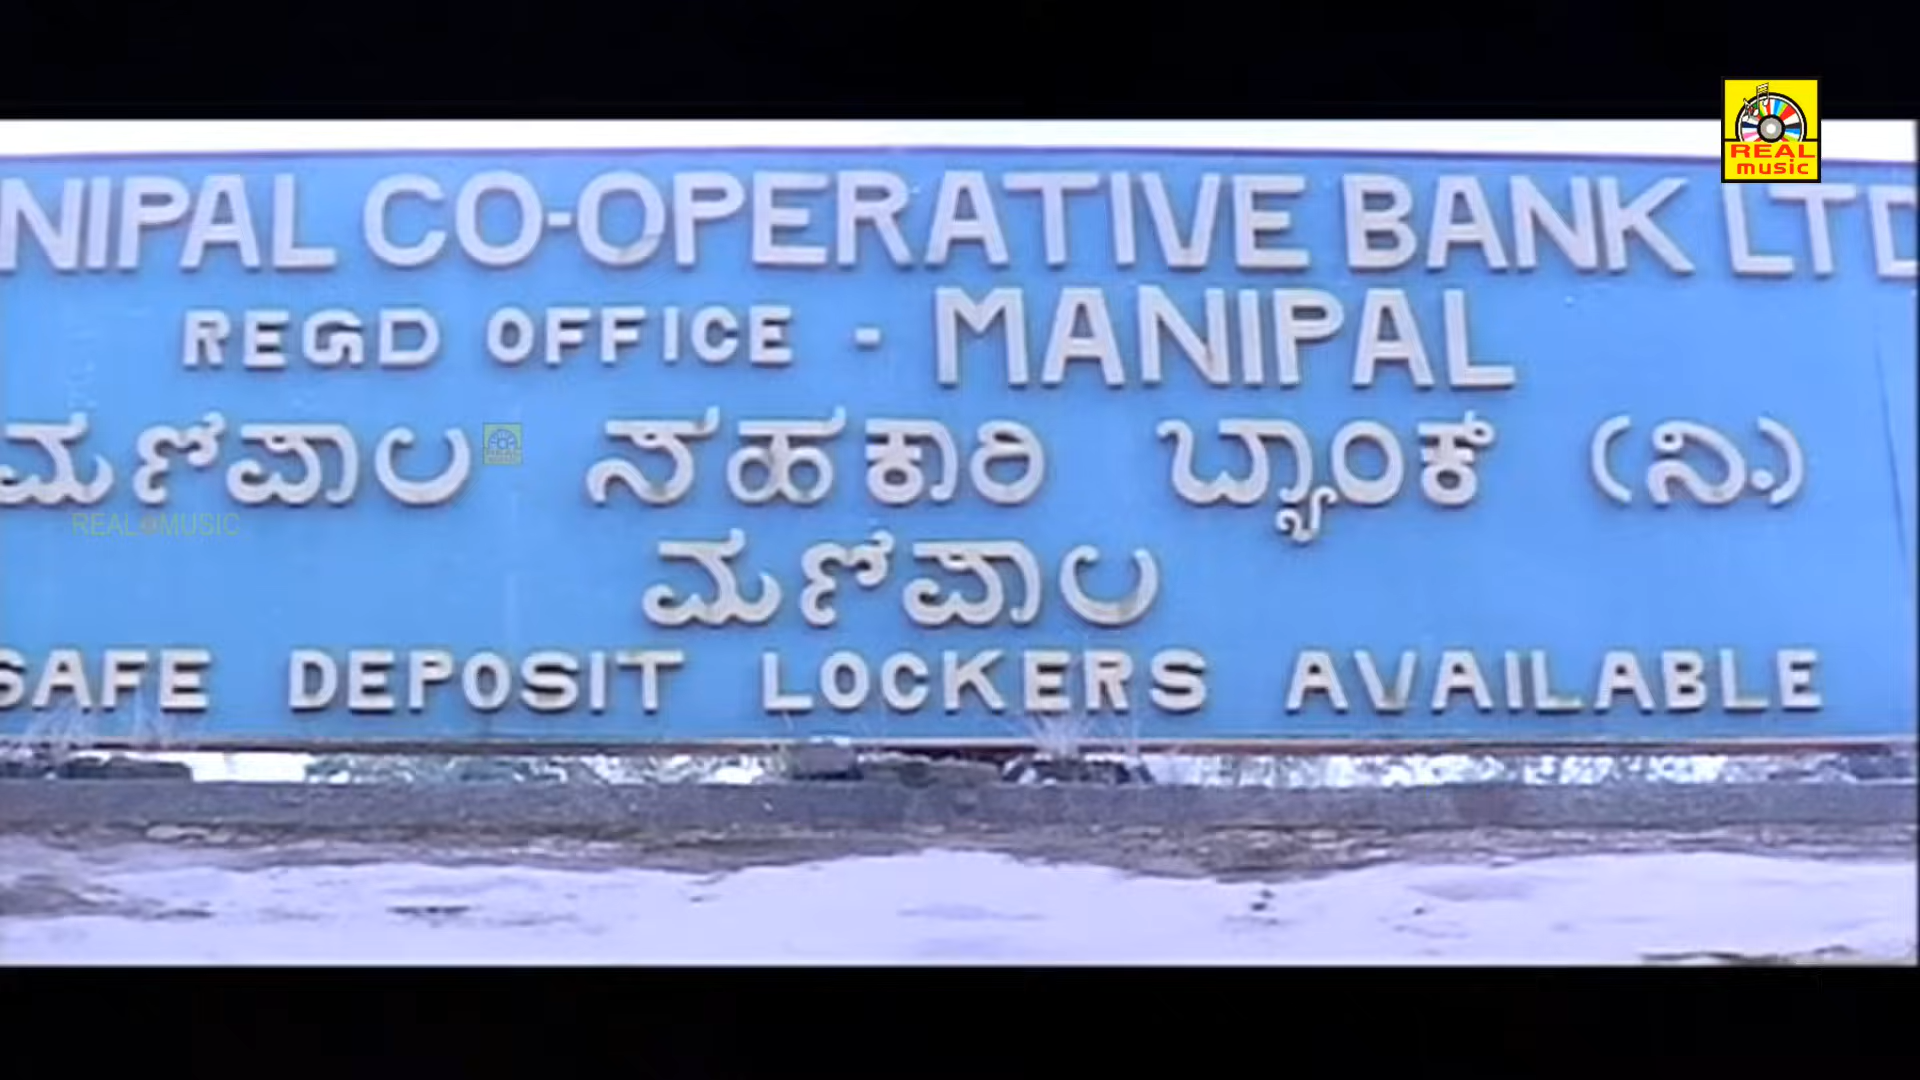 REAL
music
NIPAL CO-OPERATIVE BANK LTD
REGD OFFICE - MANIPAL
ಮಣಿಪಾಲ ಸಹಕಾರಿ ಬ್ಯಾಂಕ್ (ನಿ.)
REAL MUSIC
ಮಣಿಪಾಲ
SAFE DEPOSIT LOCKERS AVAILABLE